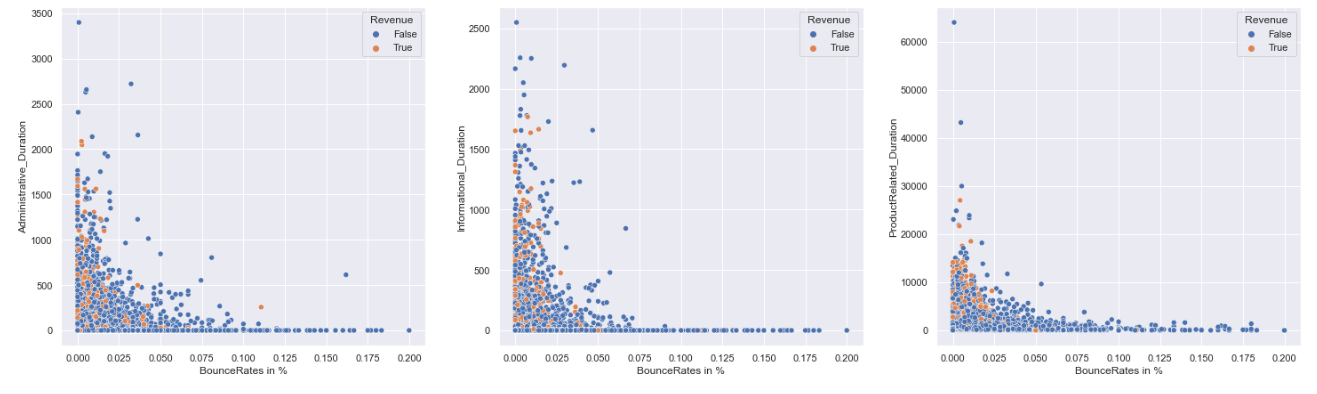 3500
3000
2500
2000
1500
1000
500
0
Administrative_Duration
0.000 0.025 0.050 0.075 0.100 0.125 0.150 0.175 0.200
BounceRates in %
Revenue
False
True
2500
2000
1500
1000
500
0
Informational_Duration
0.000 0.025 0.050 0.075 0.100 0.125 0.150 0.175 0.200
BounceRates in %
Revenue
False
True
60000
50000
40000
30000
20000
10000
0
ProductRelated_Duration
0.000 0.025 0.050 0.075 0.100 0.125 0.150 0.175 0.200
BounceRates in %
Revenue
False
True